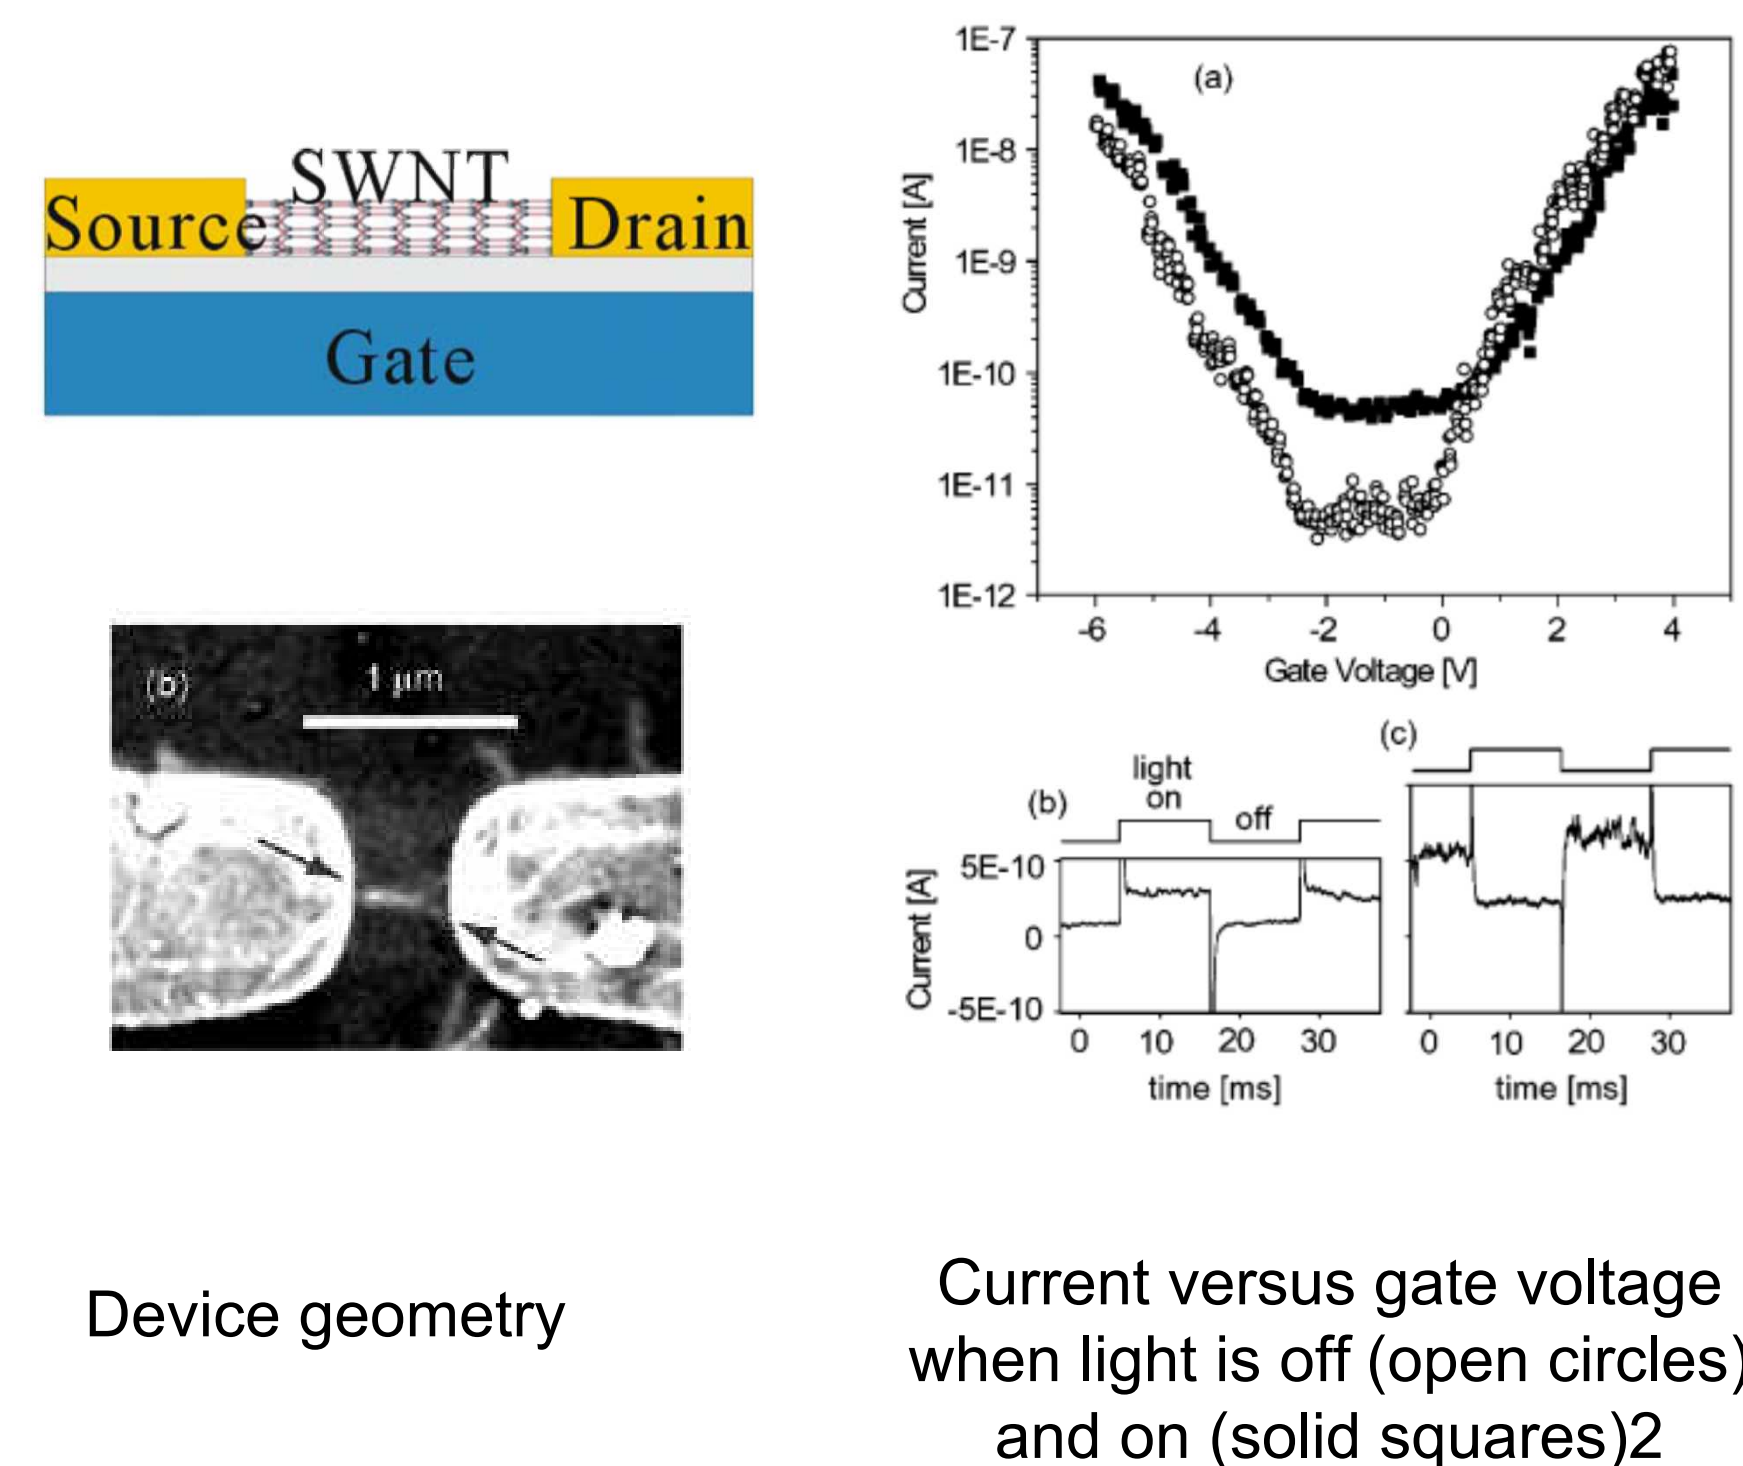 SWNT
Source
Drain
Gate
(b)
1 μm
Device geometry
(a)
1E-7
1E-8
1E-9
1E-10
1E-11
1E-12
Current [A]
-6 -4 -2 0 2 4
Gate Voltage [V]
(b)
light
on
off
5E-10
0
-5E-10
Current [A]
0 10 20 30
time [ms]
(c)
0 10 20 30
time [ms]
Current versus gate voltage
when light is off (open circles)
and on (solid squares)2